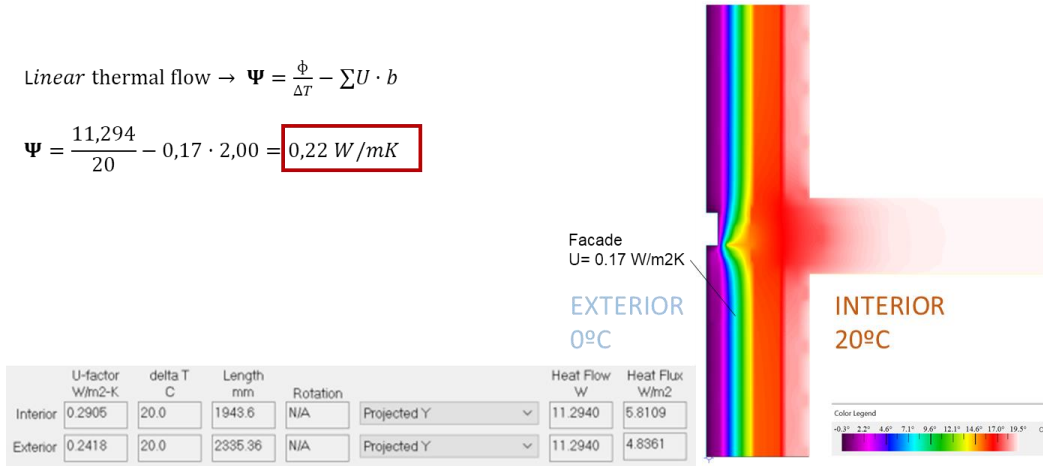 Linear thermal flow → Ψ = ϕ/ΔT − ∑U · b
Ψ = 11,294/20 − 0,17 · 2,00 = 0,22 W/mK
Facade
U= 0.17 W/m2K
EXTERIOR
0ºC
INTERIOR
20ºC
U-factor delta T Length Heat Flow Heat Flux
W/m2-K C mm Rotation W W/m2
Interior 0.2905 20.0 1943.6 N/A Projected Y 11.2940 5.8109
Exterior 0.2418 20.0 2335.36 N/A Projected Y 11.2940 4.8361
Color Legend
-0.3° 2.2° 4.6° 7.1° 9.6° 12.1° 14.6° 17.0° 19.5° C